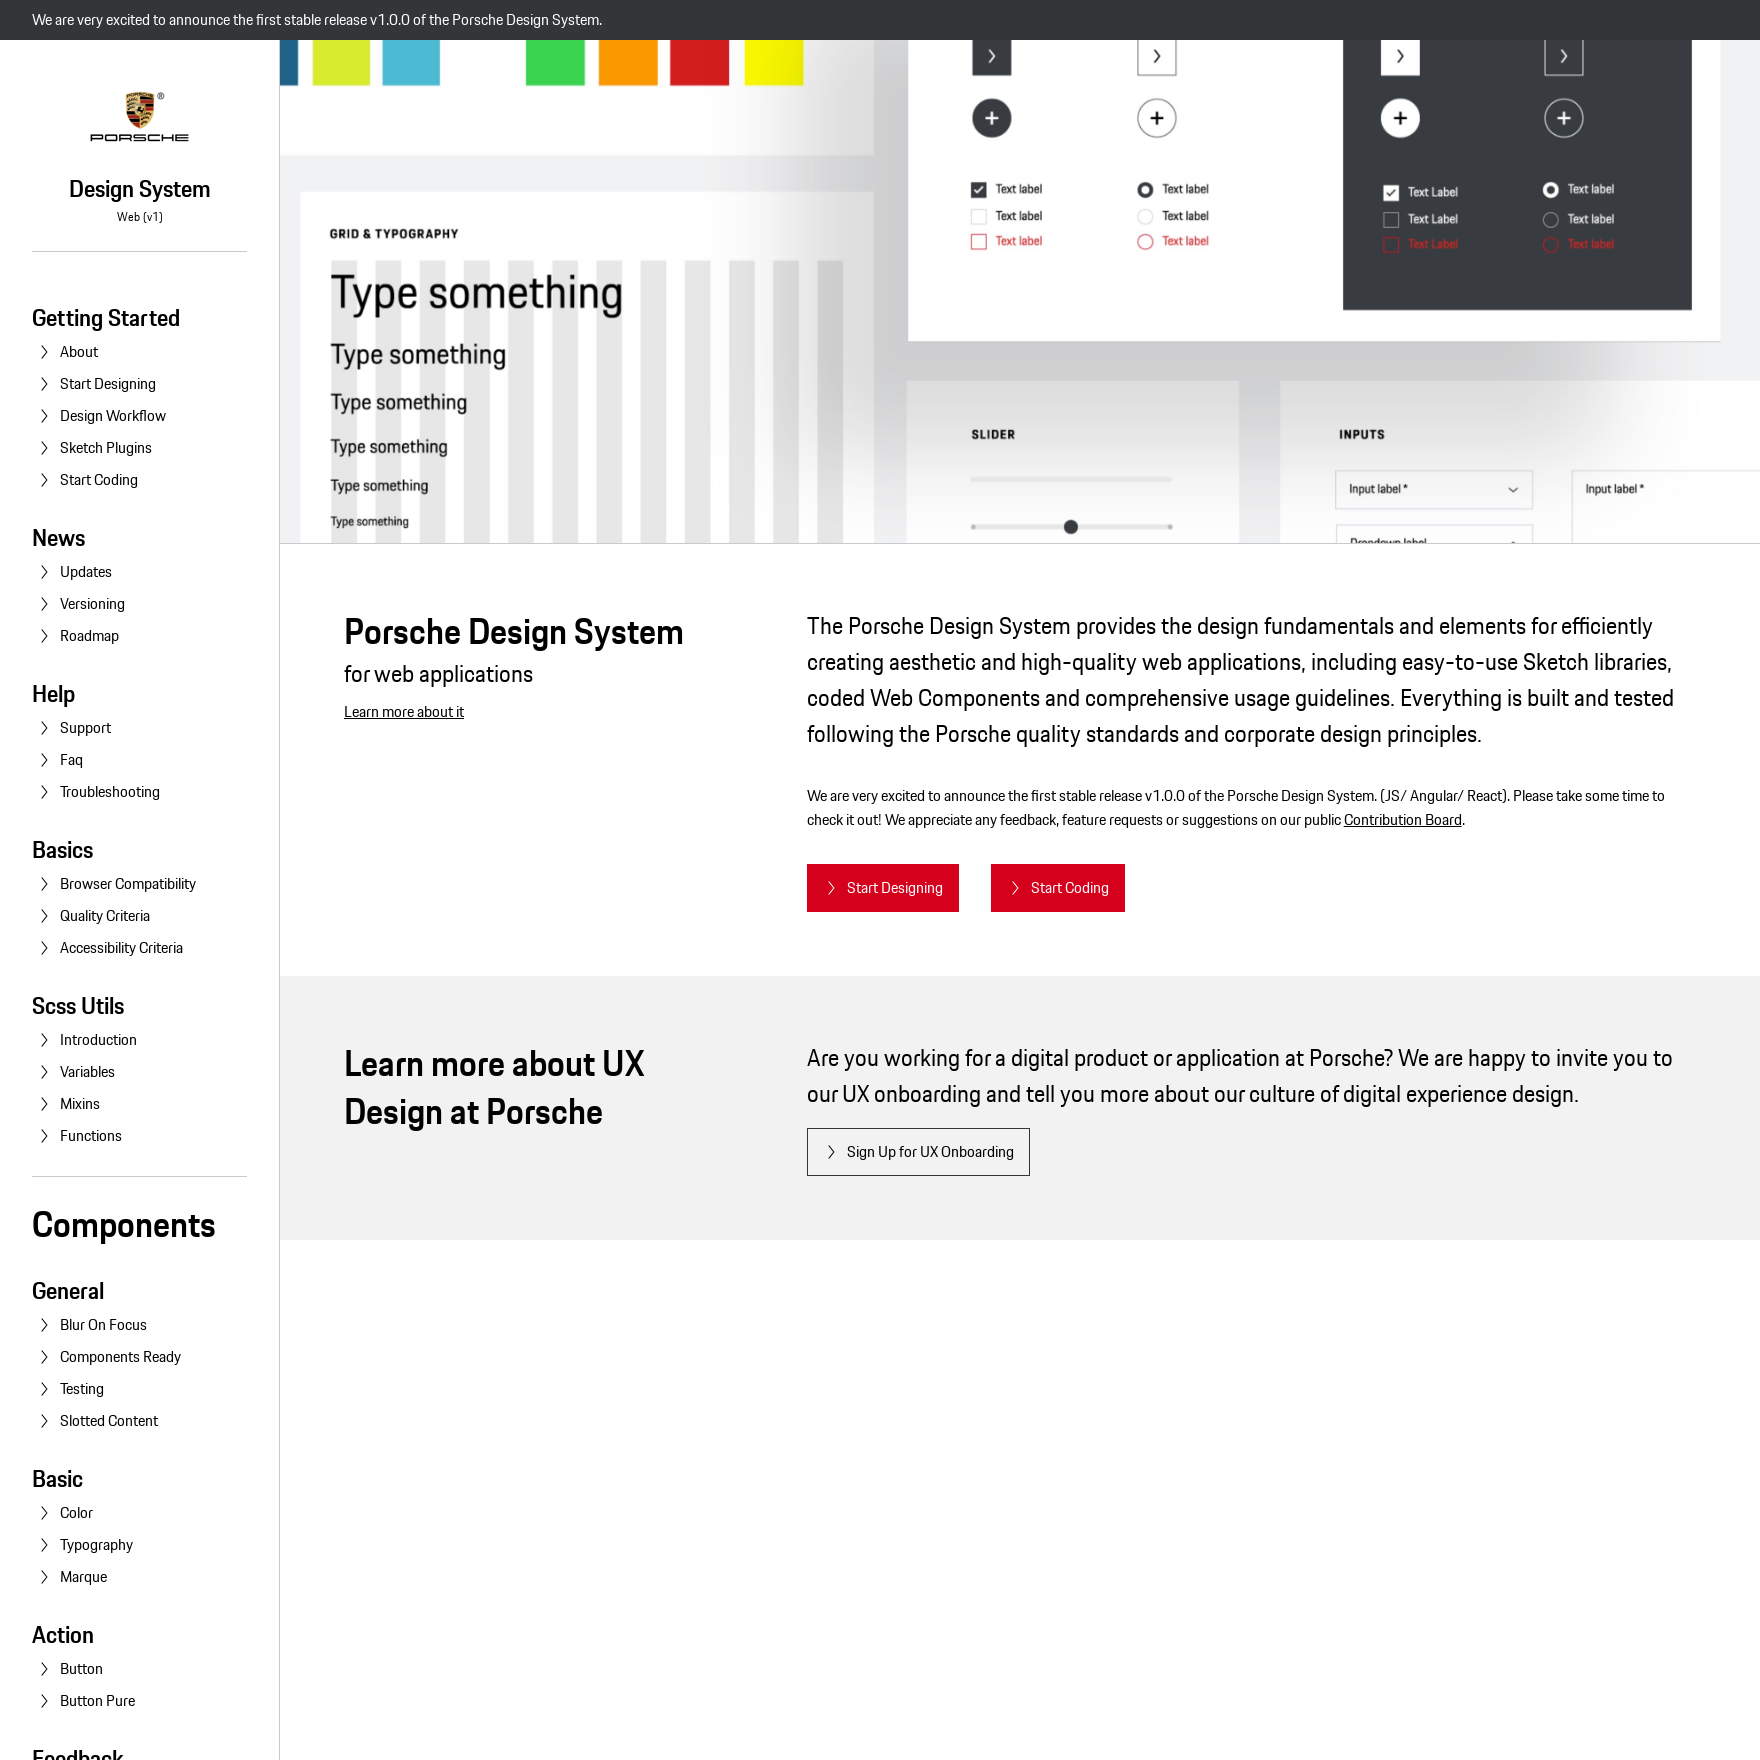 We are very excited to announce the first stable release v1.0.0 of the Porsche Design System.
PORSCHE
®
Design System
Web (v1)
Getting Started
About
Start Designing
Design Workflow
Sketch Plugins
Start Coding
News
Updates
Versioning
Roadmap
Help
Support
Faq
Troubleshooting
Basics
Browser Compatibility
Quality Criteria
Accessibility Criteria
Scss Utils
Introduction
Variables
Mixins
Functions
Components
General
Blur On Focus
Components Ready
Testing
Slotted Content
Basic
Color
Typography
Marque
Action
Button
Button Pure
Feedback
GRID & TYPOGRAPHY
Type something
Type something
Type something
Type something
Type something
Type something
Text label
Text label
Text label
Text label
Text label
Text label
Text Label
Text Label
Text Label
Text label
Text label
Text label
SLIDER
INPUTS
Input label *
Input label *
Dropdown label
Porsche Design System
for web applications
Learn more about it
The Porsche Design System provides the design fundamentals and elements for efficiently
creating aesthetic and high-quality web applications, including easy-to-use Sketch libraries,
coded Web Components and comprehensive usage guidelines. Everything is built and tested
following the Porsche quality standards and corporate design principles.
We are very excited to announce the first stable release v1.0.0 of the Porsche Design System. (JS/ Angular/ React). Please take some time to
check it out! We appreciate any feedback, feature requests or suggestions on our public Contribution Board.
Start Designing
Start Coding
Learn more about UX
Design at Porsche
Are you working for a digital product or application at Porsche? We are happy to invite you to
our UX onboarding and tell you more about our culture of digital experience design.
Sign Up for UX Onboarding